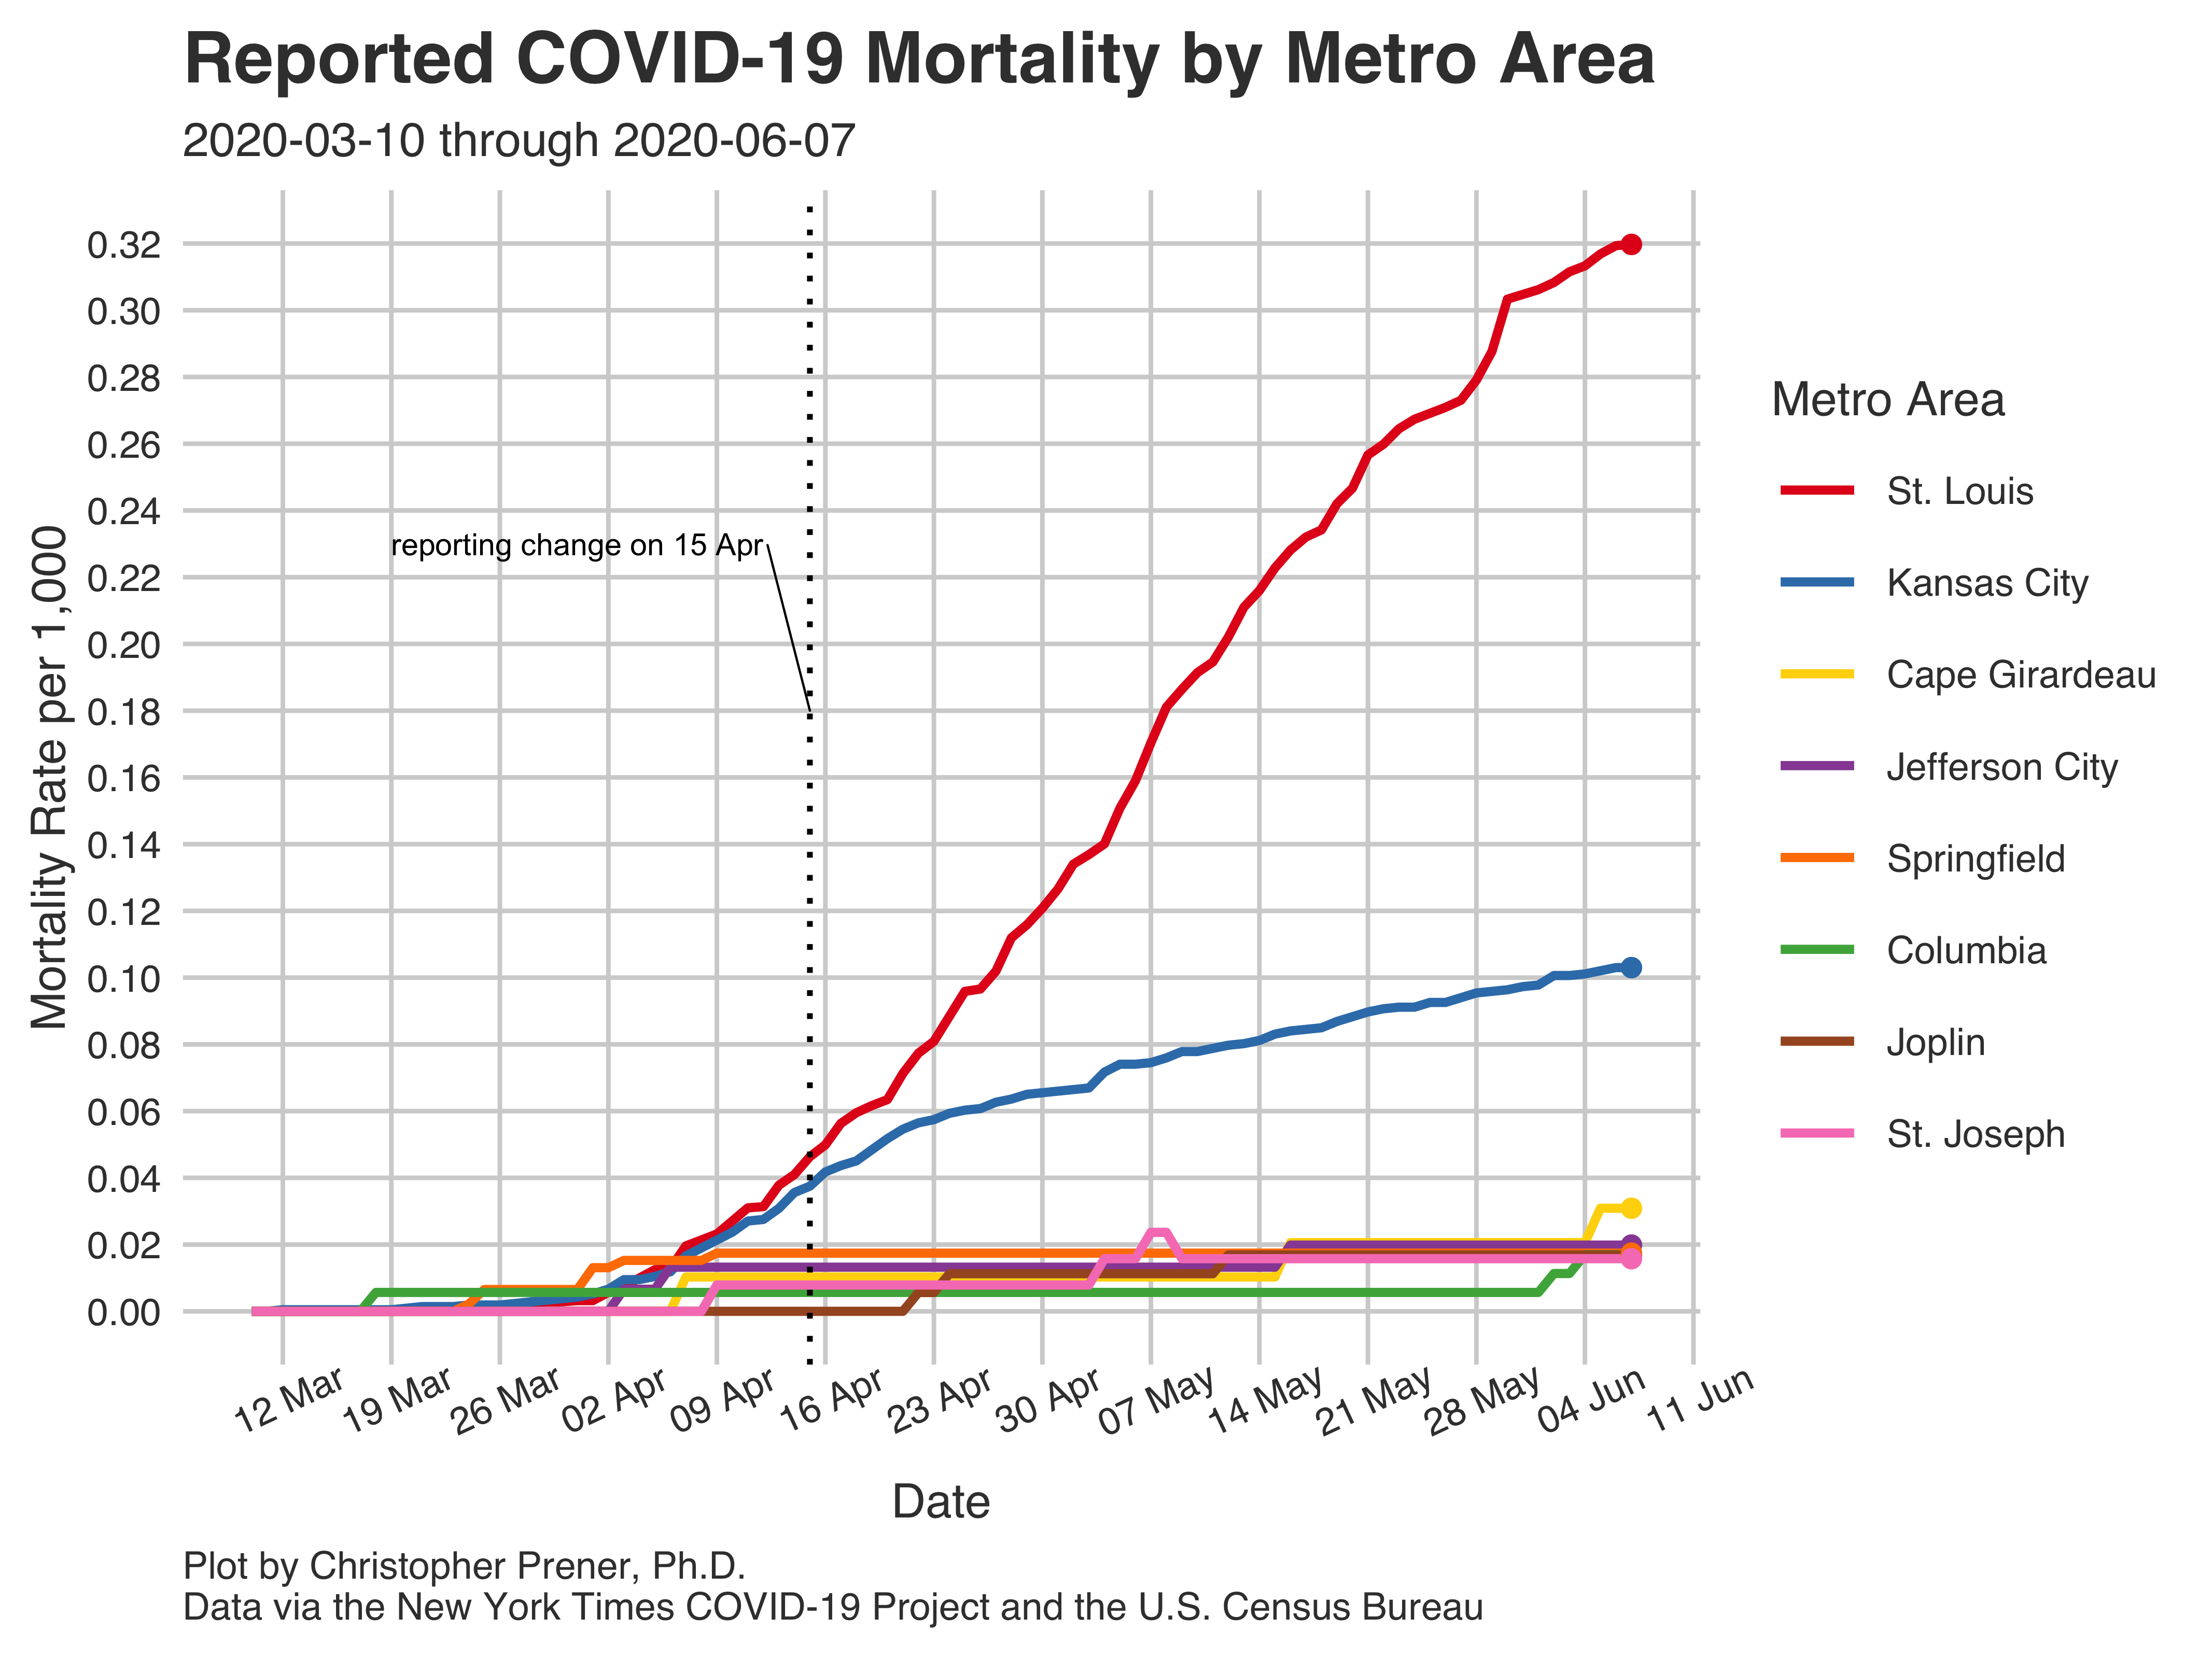 Reported COVID-19 Mortality by Metro Area
2020-03-10 through 2020-06-07
Mortality Rate per 1,000
0.32
0.30
0.28
0.26
0.24
0.22
0.20
0.18
0.16
0.14
0.12
0.10
0.08
0.06
0.04
0.02
0.00
reporting change on 15 Apr
12 Mar
19 Mar
26 Mar
02 Apr
09 Apr
16 Apr
23 Apr
30 Apr
07 May
14 May
21 May
28 May
04 Jun
11 Jun
Date
Metro Area
St. Louis
Kansas City
Cape Girardeau
Jefferson City
Springfield
Columbia
Joplin
St. Joseph
Plot by Christopher Prener, Ph.D.
Data via the New York Times COVID-19 Project and the U.S. Census Bureau